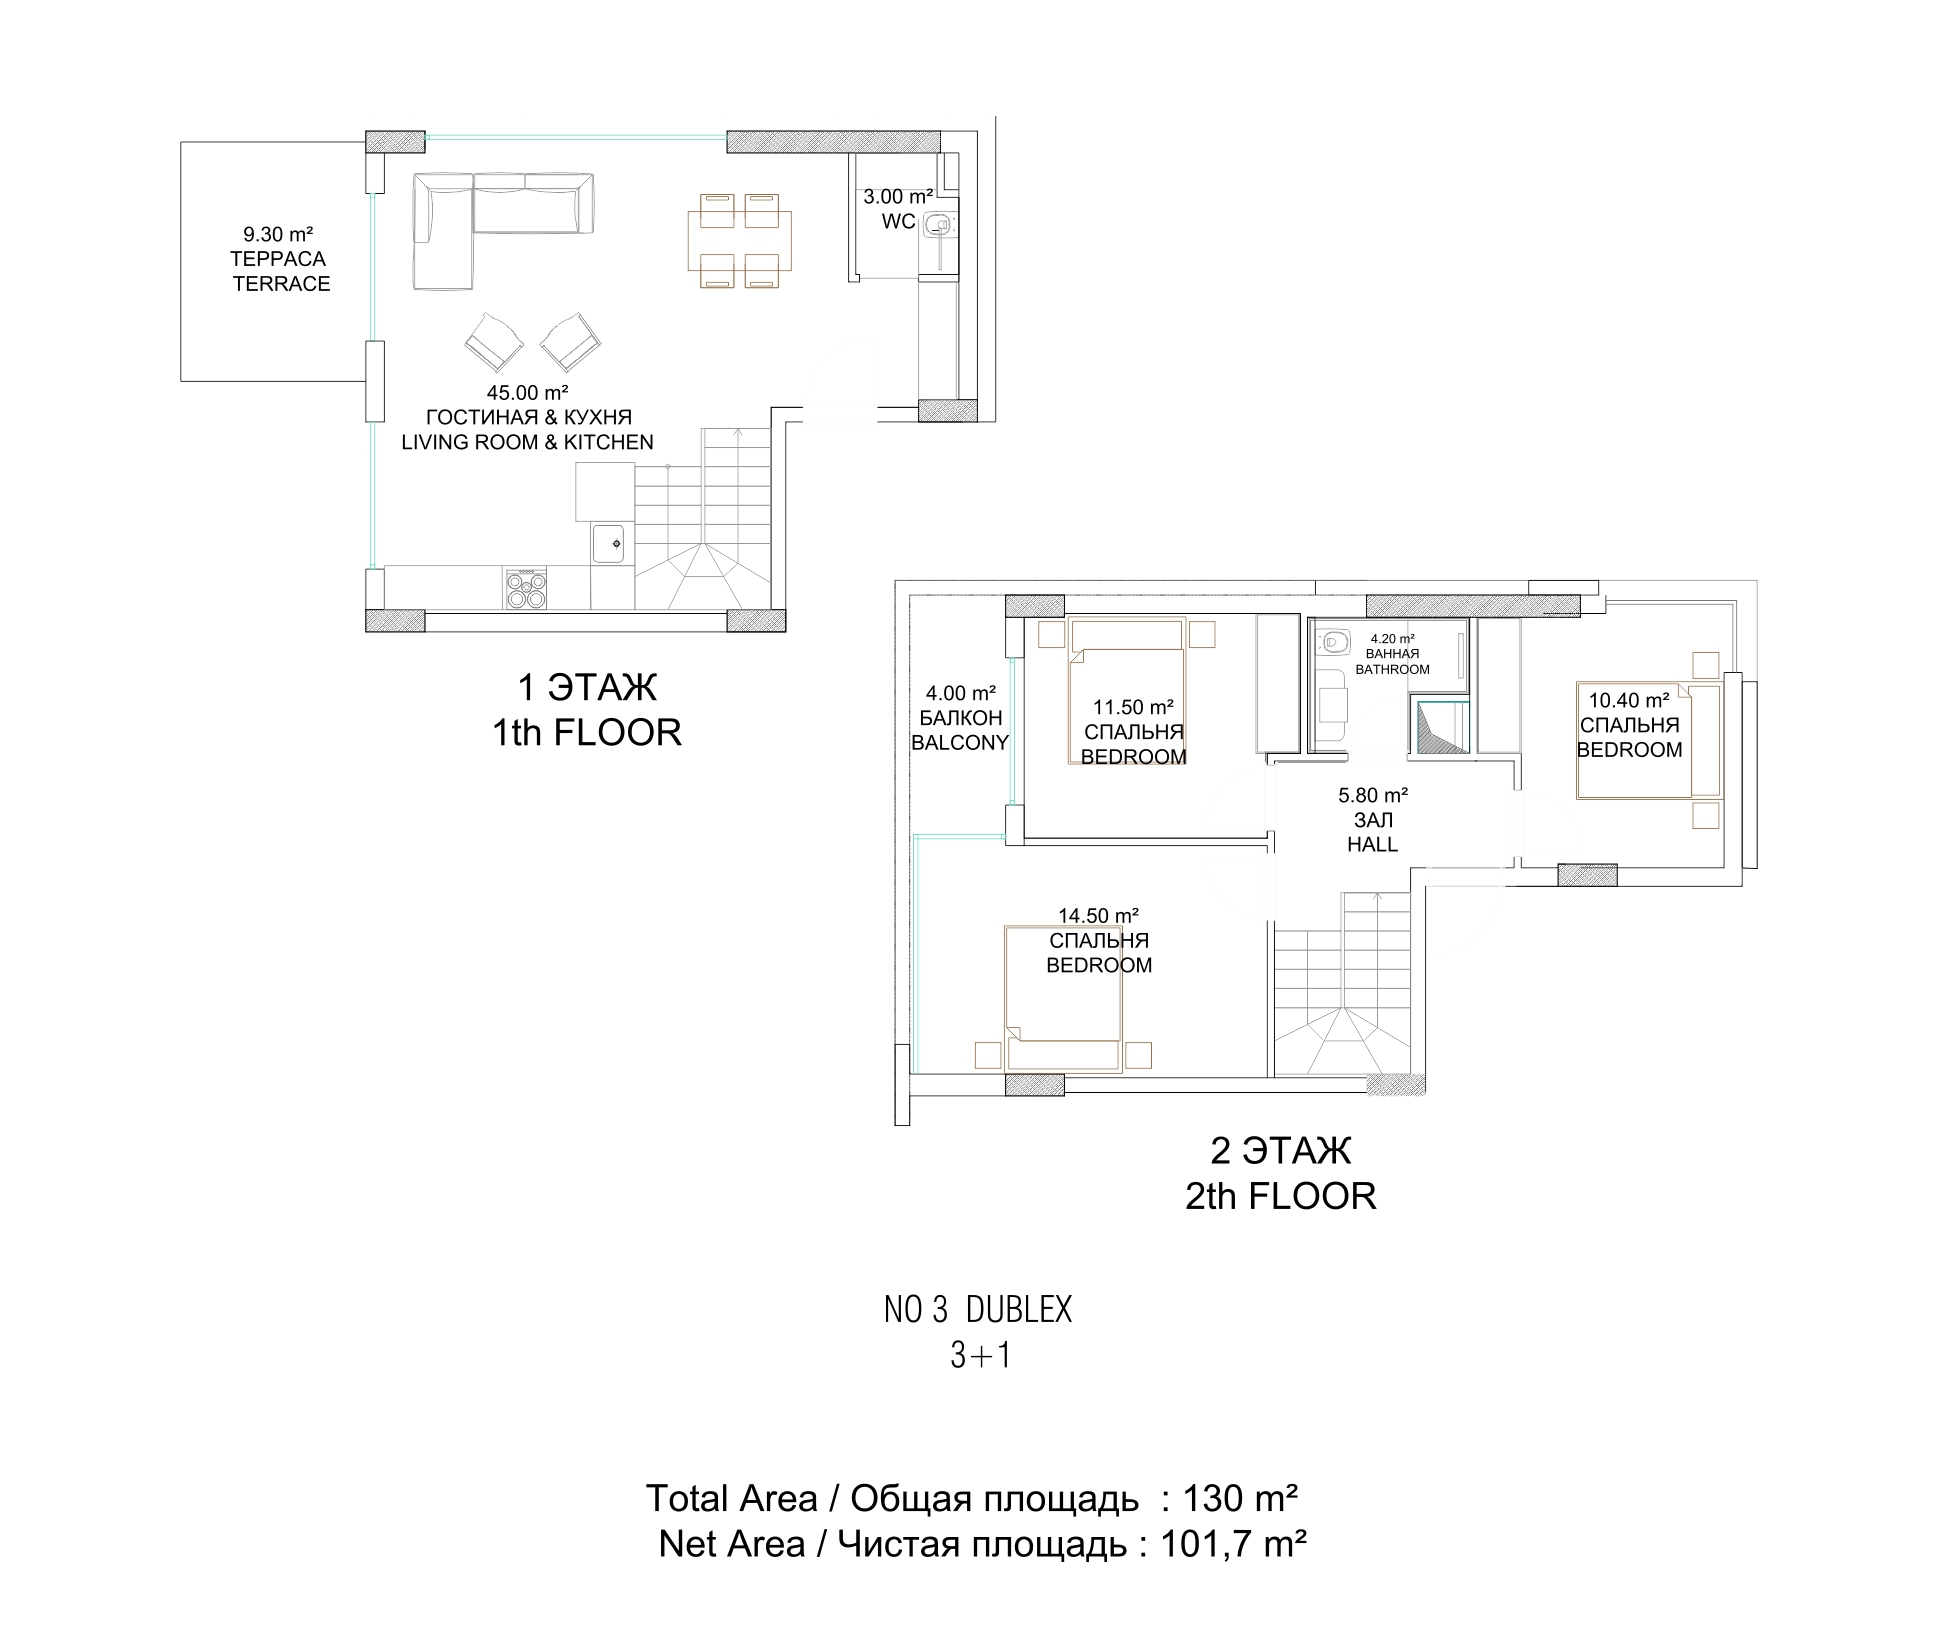 9.30 m²
ТЕРРАСА
TERRACE
3.00 m²
WC
45.00 m²
ГОСТИНАЯ & КУХНЯ
LIVING ROOM & KITCHEN
1 ЭТАЖ
1th FLOOR
4.00 m²
БАЛКОН
BALCONY
11.50 m²
СПАЛЬНЯ
BEDROOM
4.20 m²
ВАННАЯ
BATHROOM
10.40 m²
СПАЛЬНЯ
BEDROOM
5.80 m²
ЗАЛ
HALL
14.50 m²
СПАЛЬНЯ
BEDROOM
2 ЭТАЖ
2th FLOOR
NO 3 DUBLEX
3+1
Total Area / Общая площадь : 130 m²
Net Area / Чистая площадь : 101,7 m²